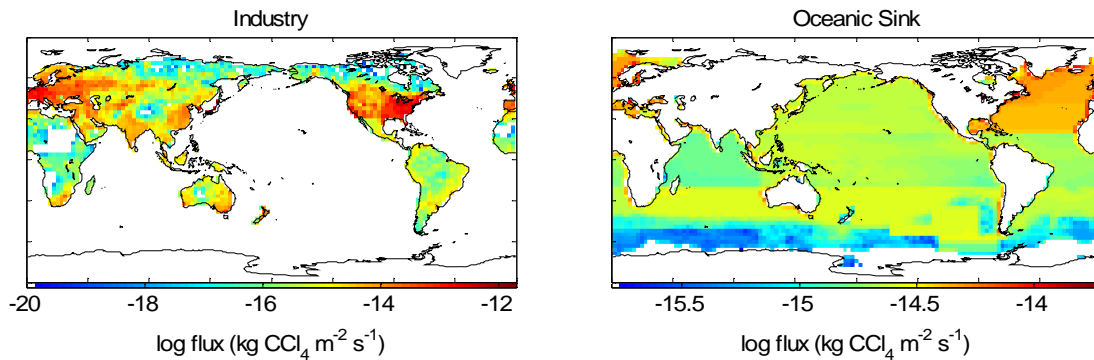 Industry
Oceanic Sink
-20 -18 -16 -14 -12
-15.5 -15 -14.5 -14
log flux (kg CCl₄ m⁻² s⁻¹)
log flux (kg CCl₄ m⁻² s⁻¹)